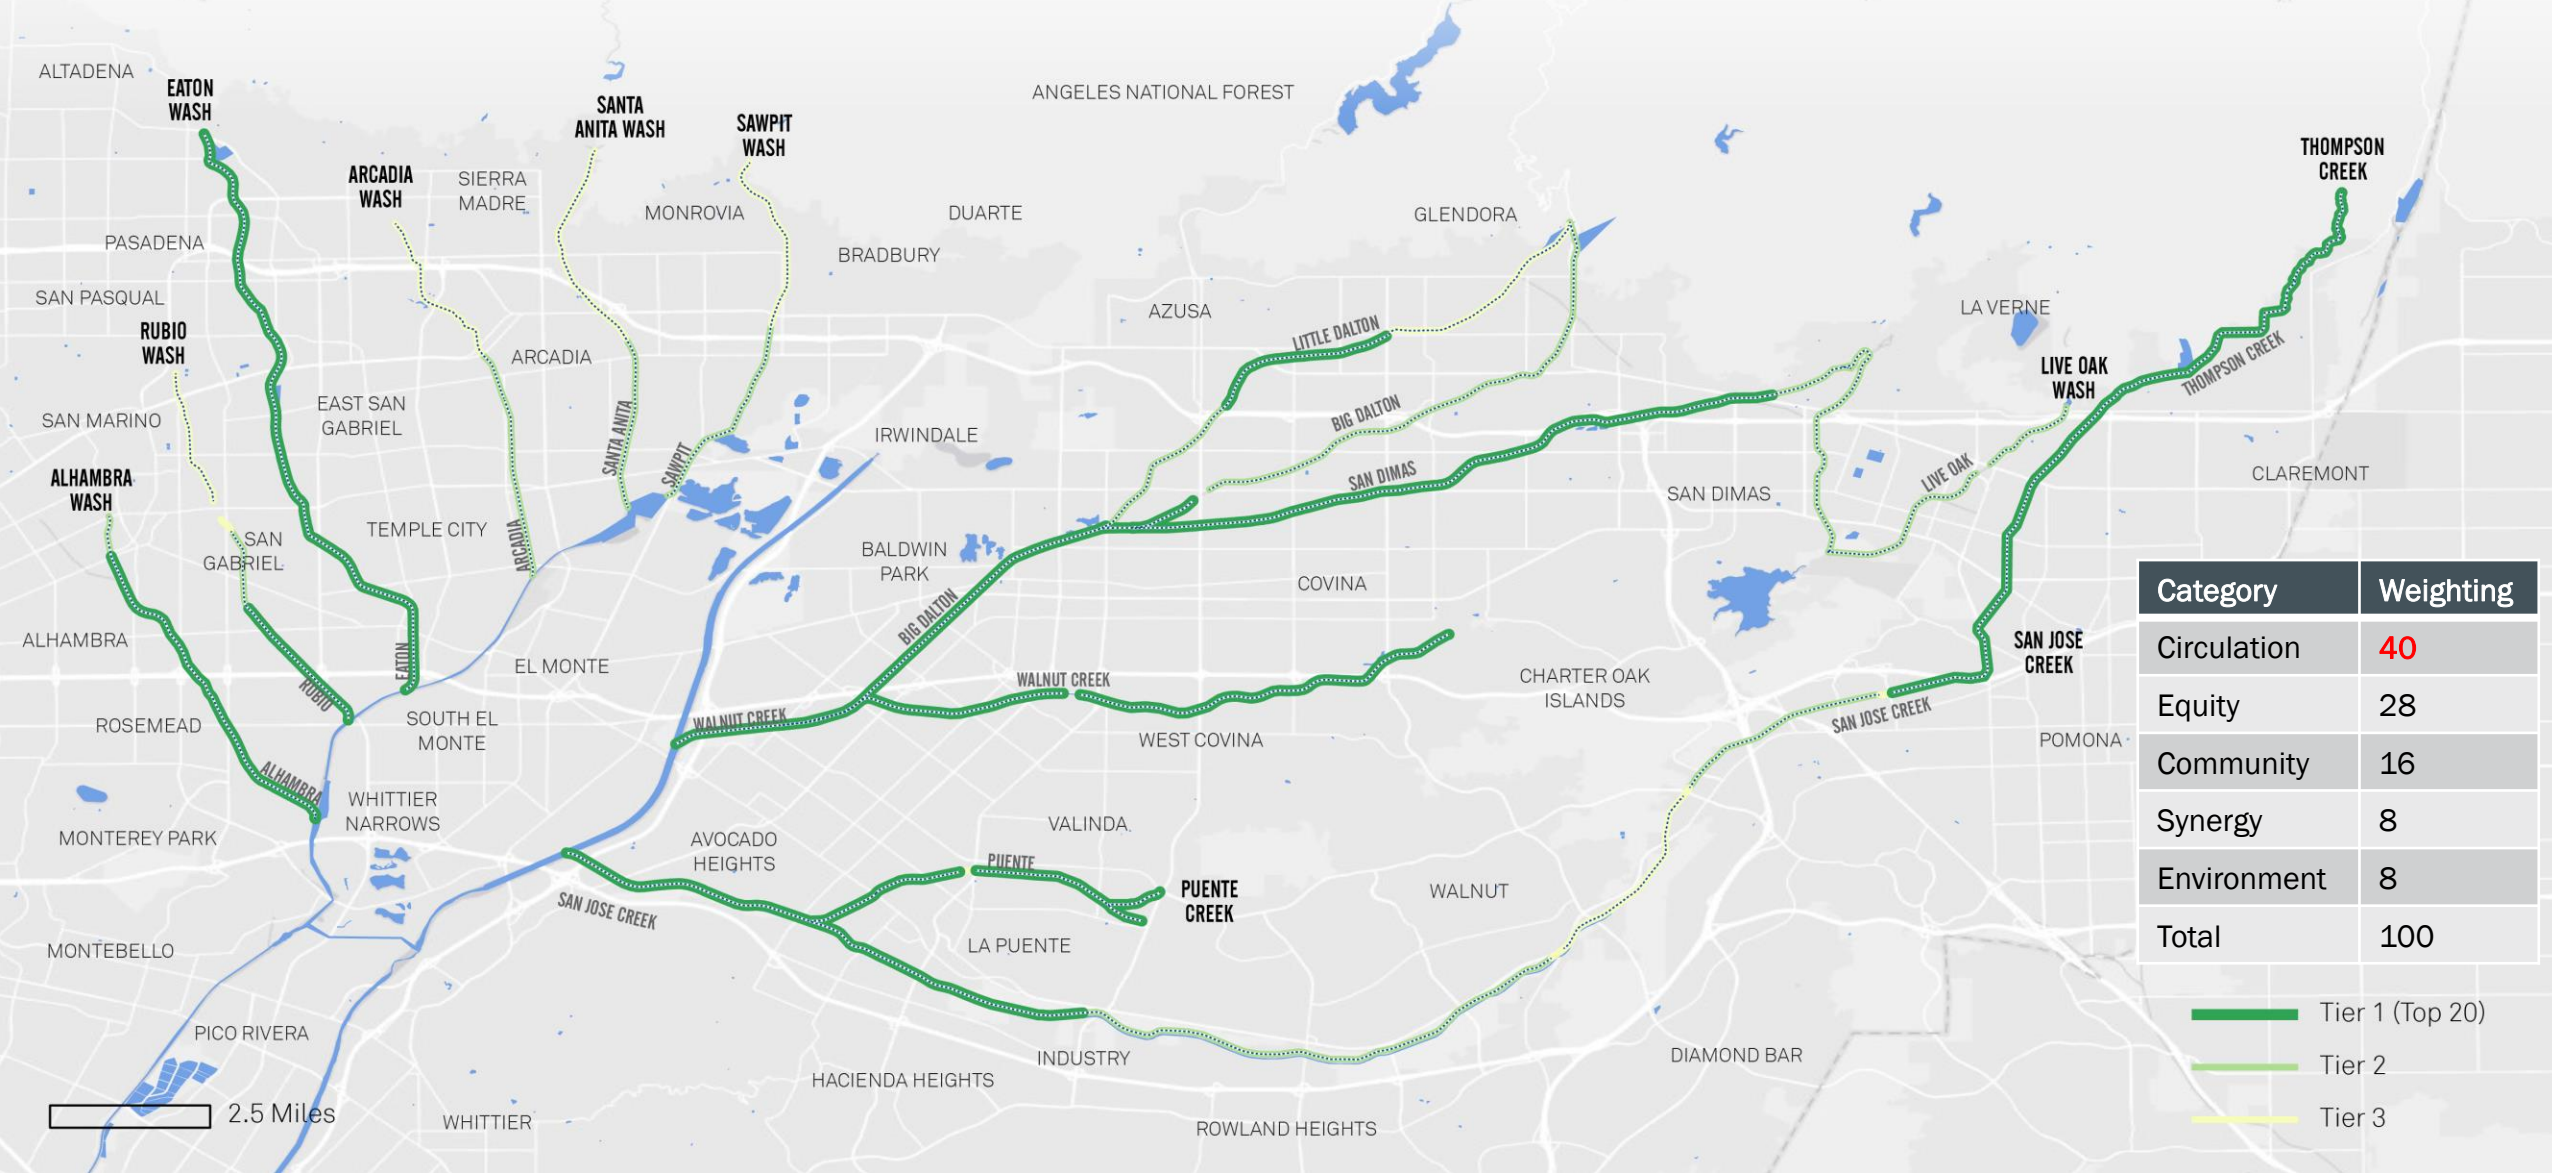 ALTADENA
EATON
WASH
SANTA
ANITA WASH
SAWPIT
WASH
ANGELES NATIONAL FOREST
THOMPSON
CREEK
ARCADIA
WASH
SIERRA
MADRE
MONROVIA
DUARTE
GLENDORA
PASADENA
BRADBURY
SAN PASQUAL
AZUSA
LA VERNE
RUBIO
WASH
LITTLE DALTON
ARCADIA
LIVE OAK
WASH
THOMPSON CREEK
EAST SAN
GABRIEL
SAN MARINO
BIG DALTON
SANTA ANITA
SAWPIT
IRWINDALE
ALHAMBRA
WASH
SAN DIMAS
LIVE OAK
CLAREMONT
SAN DIMAS
TEMPLE CITY
ARCADIA
SAN
GABRIEL
BALDWIN
PARK
COVINA
BIG DALTON
ALHAMBRA
EATON
EL MONTE
SAN JOSE
CREEK
RUBIO
WALNUT CREEK
CHARTER OAK
ISLANDS
ROSEMEAD
SOUTH EL
MONTE
WALNUT CREEK
WEST COVINA
SAN JOSE CREEK
POMONA
ALHAMBRA
WHITTIER
NARROWS
MONTEREY PARK
AVOCADO
HEIGHTS
VALINDA
PUENTE
PUENTE
CREEK
WALNUT
SAN JOSE CREEK
MONTEBELLO
LA PUENTE
PICO RIVERA
INDUSTRY
DIAMOND BAR
HACIENDA HEIGHTS
WHITTIER
ROWLAND HEIGHTS
2.5 Miles
Category Weighting
Circulation 40
Equity 28
Community 16
Synergy 8
Environment 8
Total 100
Tier 1 (Top 20)
Tier 2
Tier 3